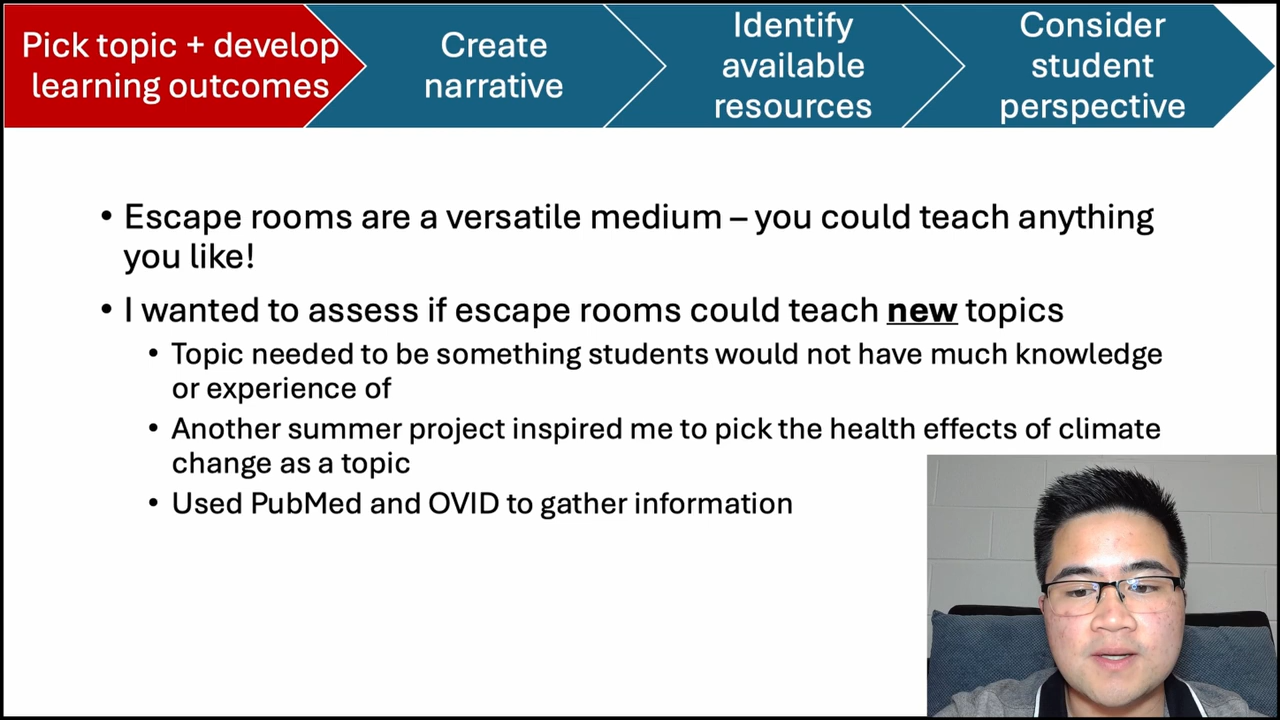 Pick topic + develop
learning outcomes
Create
narrative
Identify
available
resources
Consider
student
perspective
• Escape rooms are a versatile medium – you could teach anything
you like!
• I wanted to assess if escape rooms could teach new topics
• Topic needed to be something students would not have much knowledge
or experience of
• Another summer project inspired me to pick the health effects of climate
change as a topic
• Used PubMed and OVID to gather information